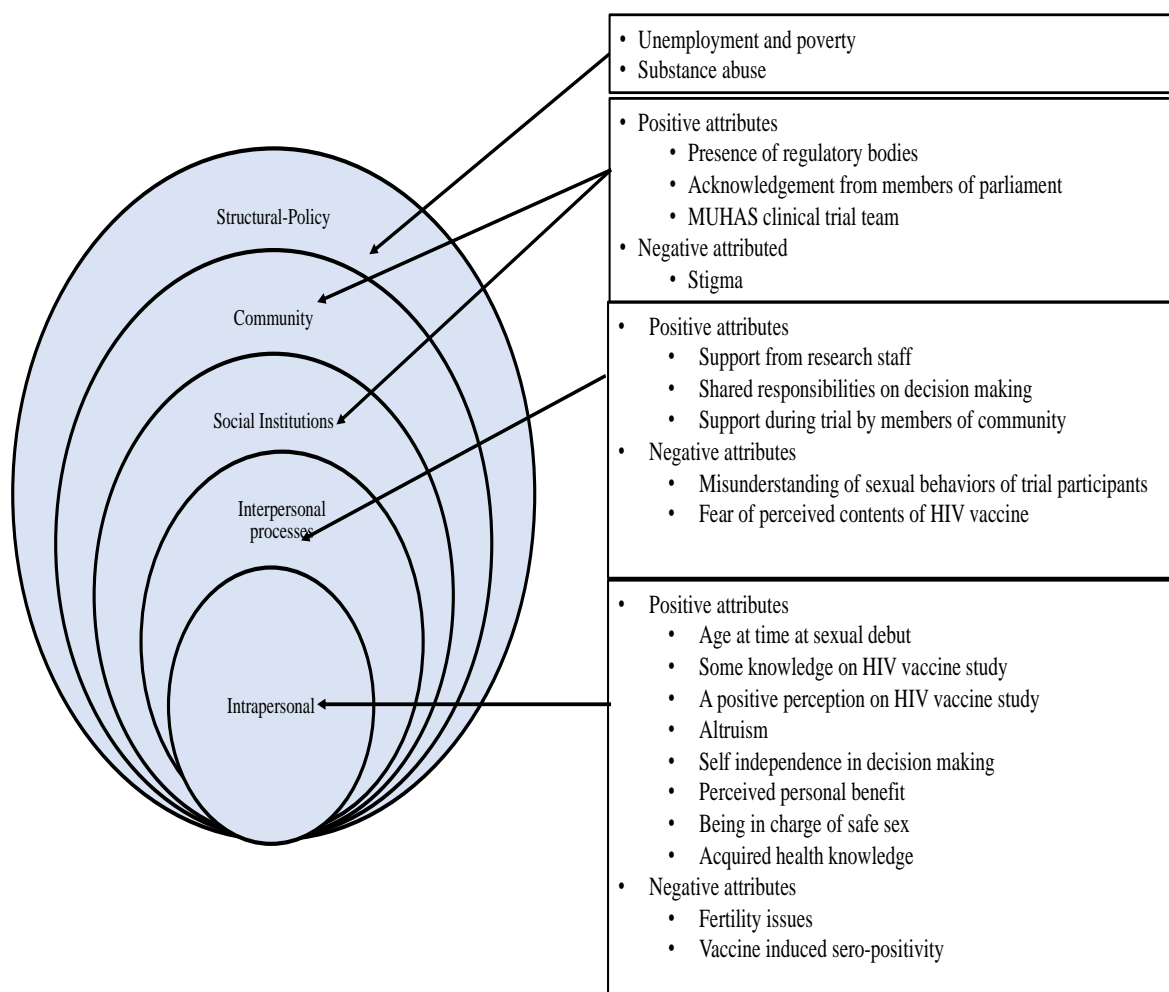 Structural-Policy
Community
Social Institutions
Interpersonal
processes
Intrapersonal
• Unemployment and poverty
• Substance abuse
• Positive attributes
• Presence of regulatory bodies
• Acknowledgement from members of parliament
• MUHAS clinical trial team
• Negative attributed
• Stigma
• Positive attributes
• Support from research staff
• Shared responsibilities on decision making
• Support during trial by members of community
• Negative attributes
• Misunderstanding of sexual behaviors of trial participants
• Fear of perceived contents of HIV vaccine
• Positive attributes
• Age at time at sexual debut
• Some knowledge on HIV vaccine study
• A positive perception on HIV vaccine study
• Altruism
• Self independence in decision making
• Perceived personal benefit
• Being in charge of safe sex
• Acquired health knowledge
• Negative attributes
• Fertility issues
• Vaccine induced sero-positivity